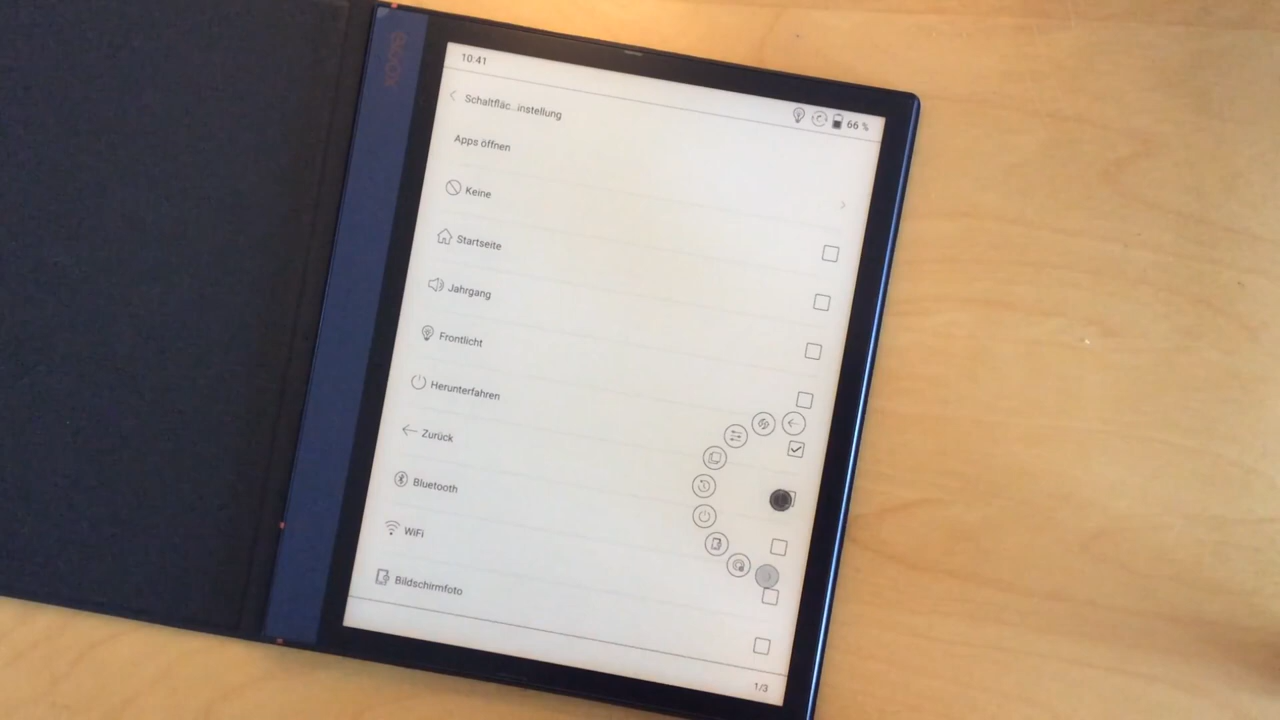 BOOX
10:41
66 %
Schaltfläc...instellung
Apps öffnen
Keine
Startseite
Jahrgang
Frontlicht
Herunterfahren
Zurück
Bluetooth
WiFi
Bildschirmfoto
1/3